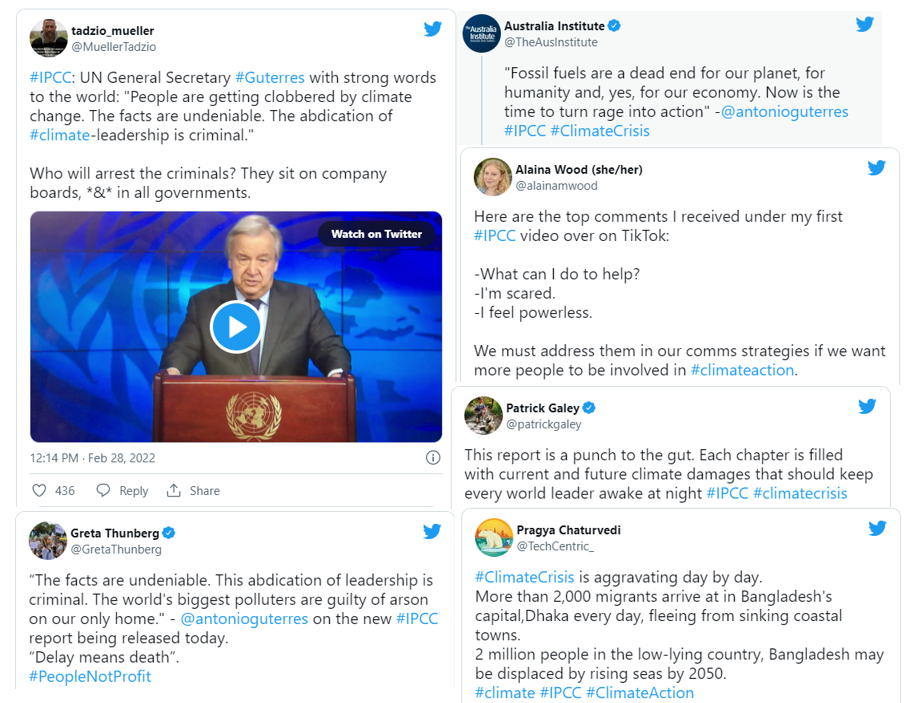 tadzio_mueller
@MuellerTadzio
#IPCC: UN General Secretary #Guterres with strong words
to the world: "People are getting clobbered by climate
change. The facts are undeniable. The abdication of
#climate-leadership is criminal."
Who will arrest the criminals? They sit on company
boards, *&* in all governments.
Watch on Twitter
12:14 PM · Feb 28, 2022
436 Reply Share
Greta Thunberg
@GretaThunberg
“The facts are undeniable. This abdication of leadership is
criminal. The world's biggest polluters are guilty of arson
on our only home." - @antonioguterres on the new #IPCC
report being released today.
“Delay means death”.
#PeopleNotProfit
The Australia Institute
Australia Institute
@TheAusInstitute
"Fossil fuels are a dead end for our planet, for
humanity and, yes, for our economy. Now is the
time to turn rage into action" -@antonioguterres
#IPCC #ClimateCrisis
Alaina Wood (she/her)
@alainamwood
Here are the top comments I received under my first
#IPCC video over on TikTok:
-What can I do to help?
-I'm scared.
-I feel powerless.
We must address them in our comms strategies if we want
more people to be involved in #climateaction.
Patrick Galey
@patrickgaley
This report is a punch to the gut. Each chapter is filled
with current and future climate damages that should keep
every world leader awake at night #IPCC #climatecrisis
Pragya Chaturvedi
@TechCentric_
#ClimateCrisis is aggravating day by day.
More than 2,000 migrants arrive at in Bangladesh's
capital,Dhaka every day, fleeing from sinking coastal
towns.
2 million people in the low-lying country, Bangladesh may
be displaced by rising seas by 2050.
#climate #IPCC #ClimateAction